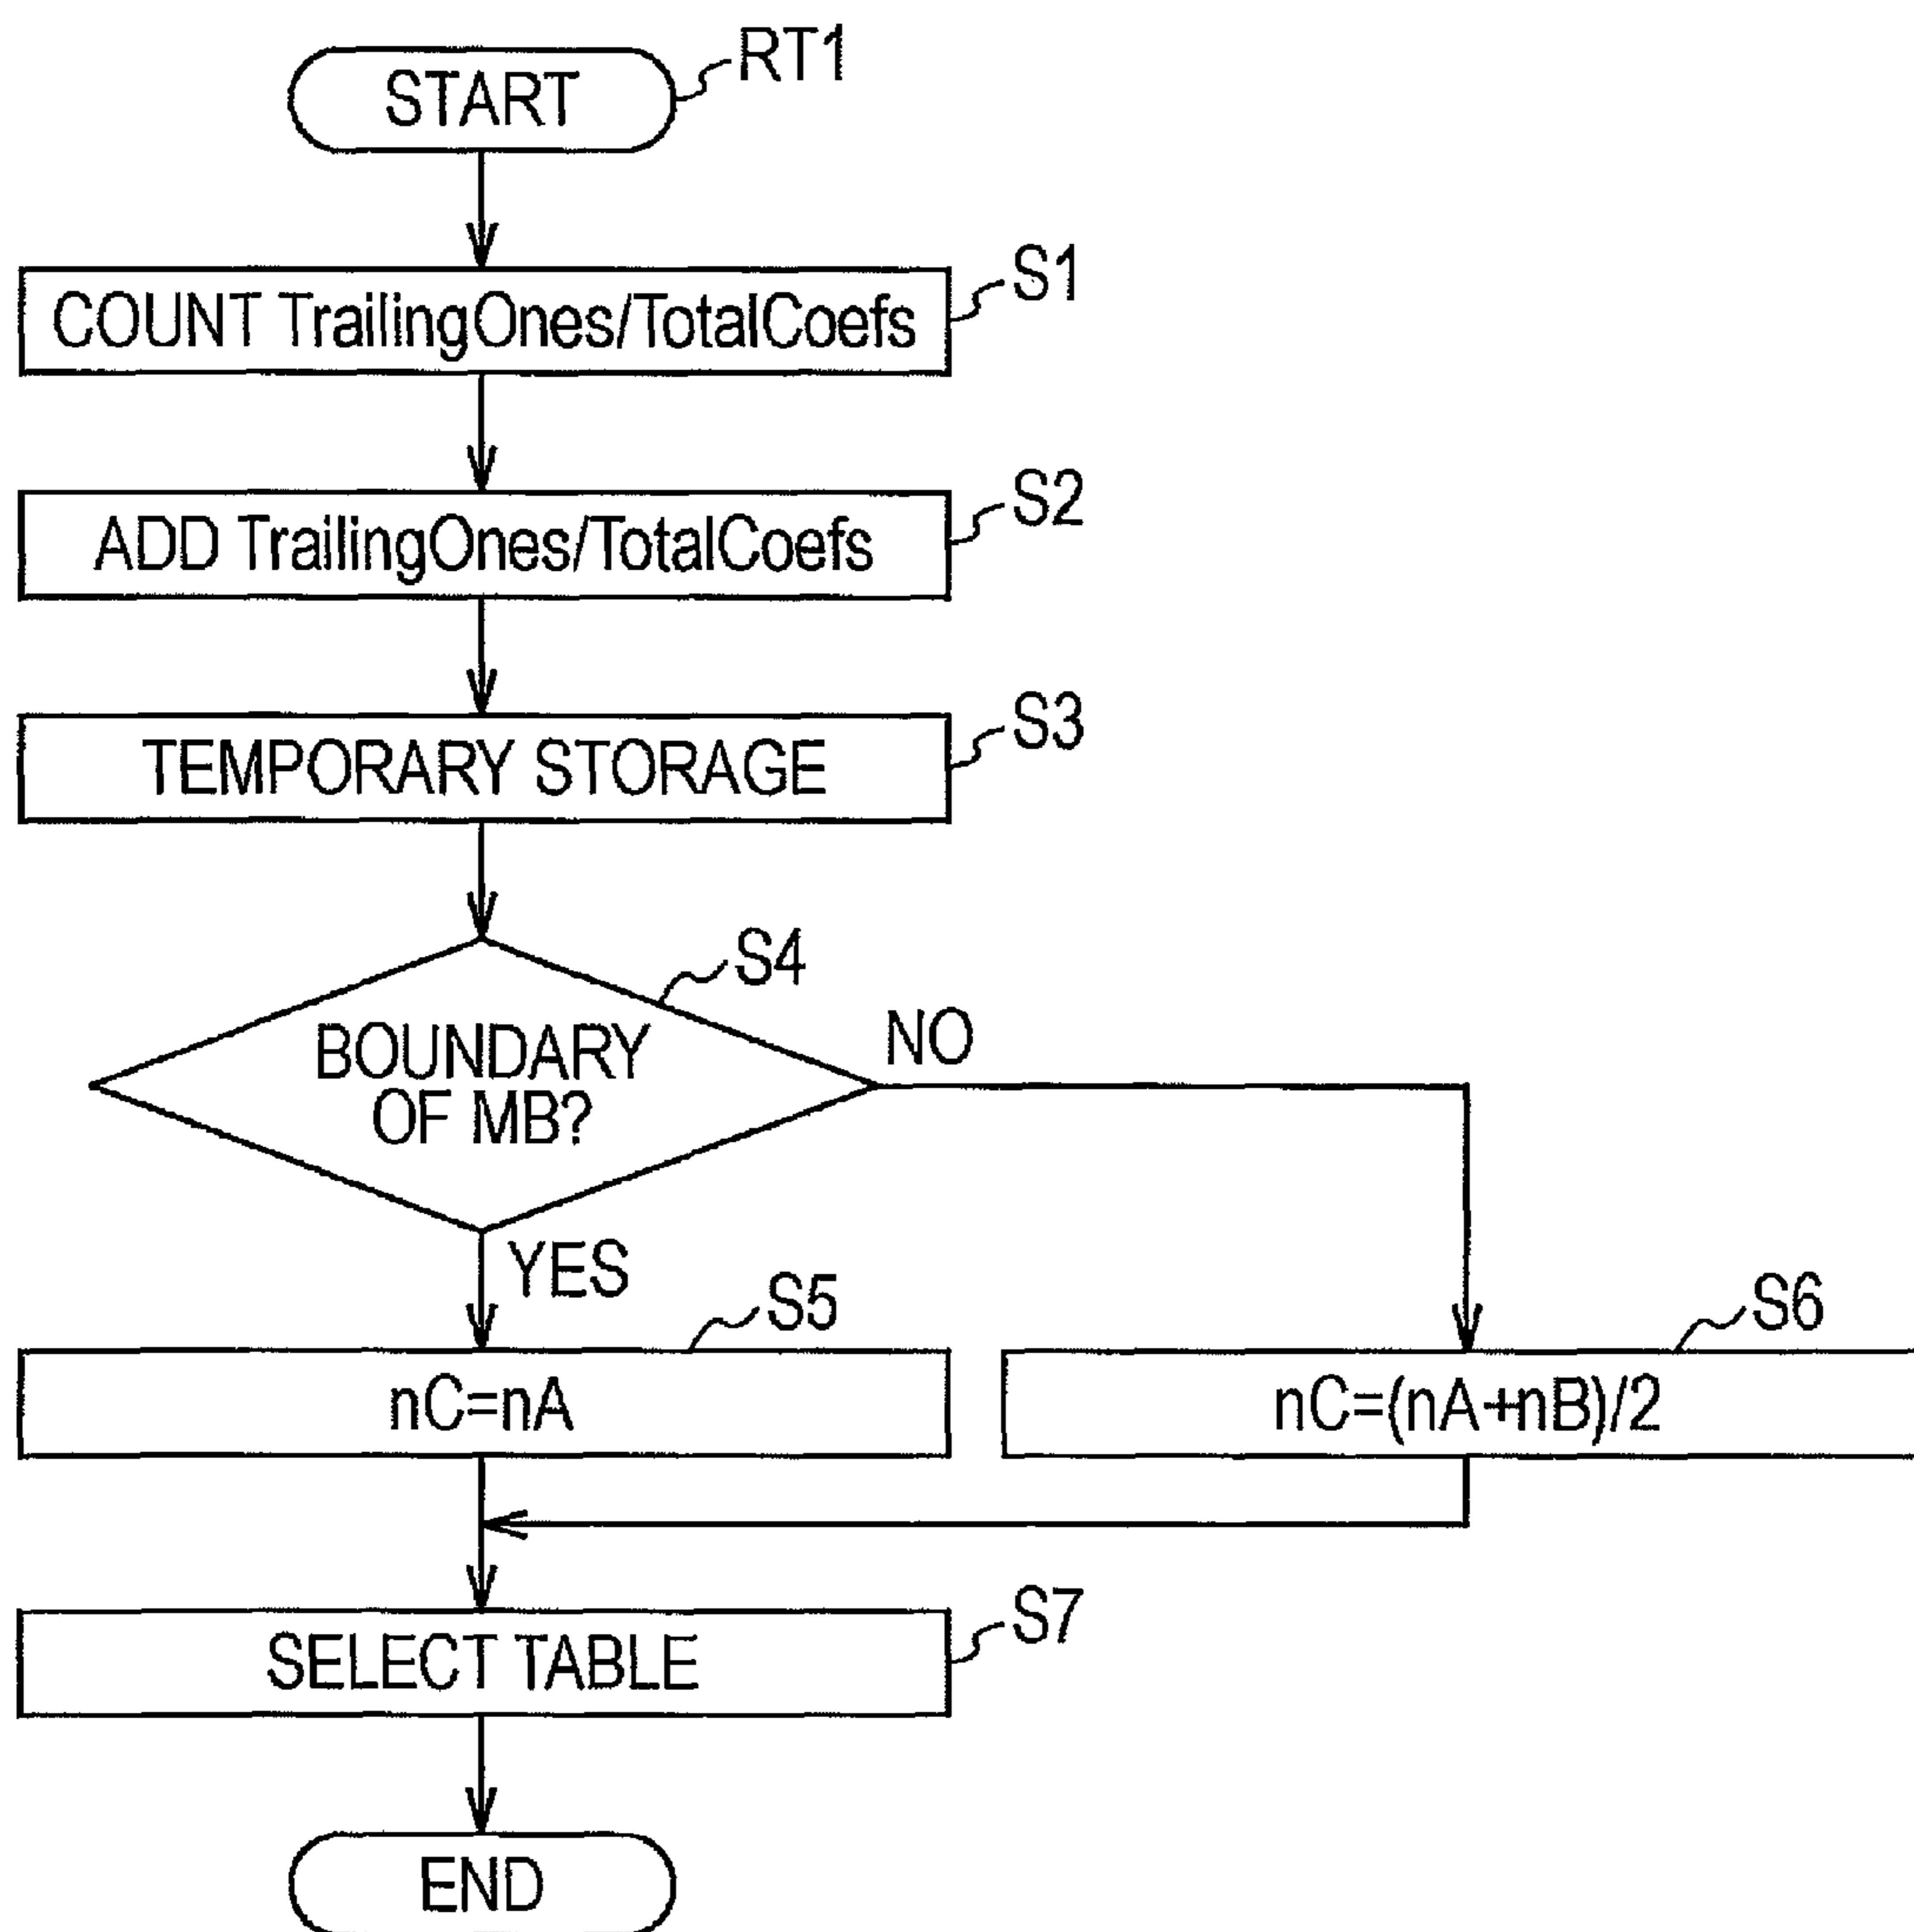 START
RT1
COUNT TrailingOnes/TotalCoefs
S1
ADD TrailingOnes/TotalCoefs
S2
TEMPORARY STORAGE
S3
S4
BOUNDARY
OF MB?
NO
YES
S5
nC=nA
S6
nC=(nA+nB)/2
SELECT TABLE
S7
END